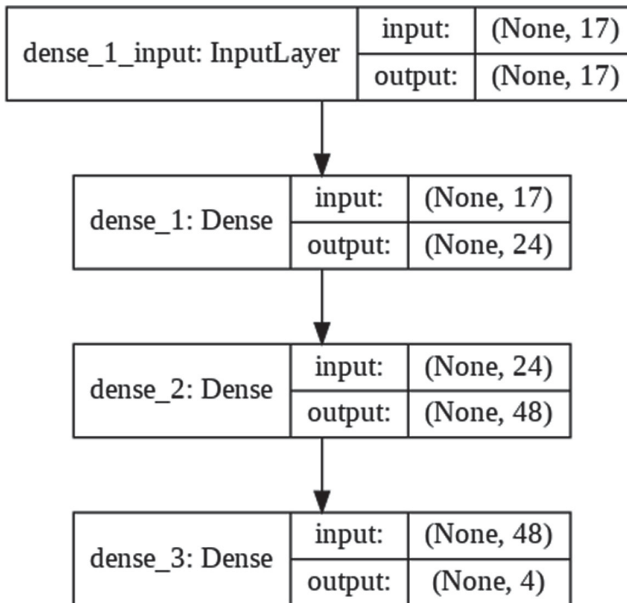 dense_1_input: InputLayer
input:
(None, 17)
output:
(None, 17)
dense_1: Dense
input:
(None, 17)
output:
(None, 24)
dense_2: Dense
input:
(None, 24)
output:
(None, 48)
dense_3: Dense
input:
(None, 48)
output:
(None, 4)